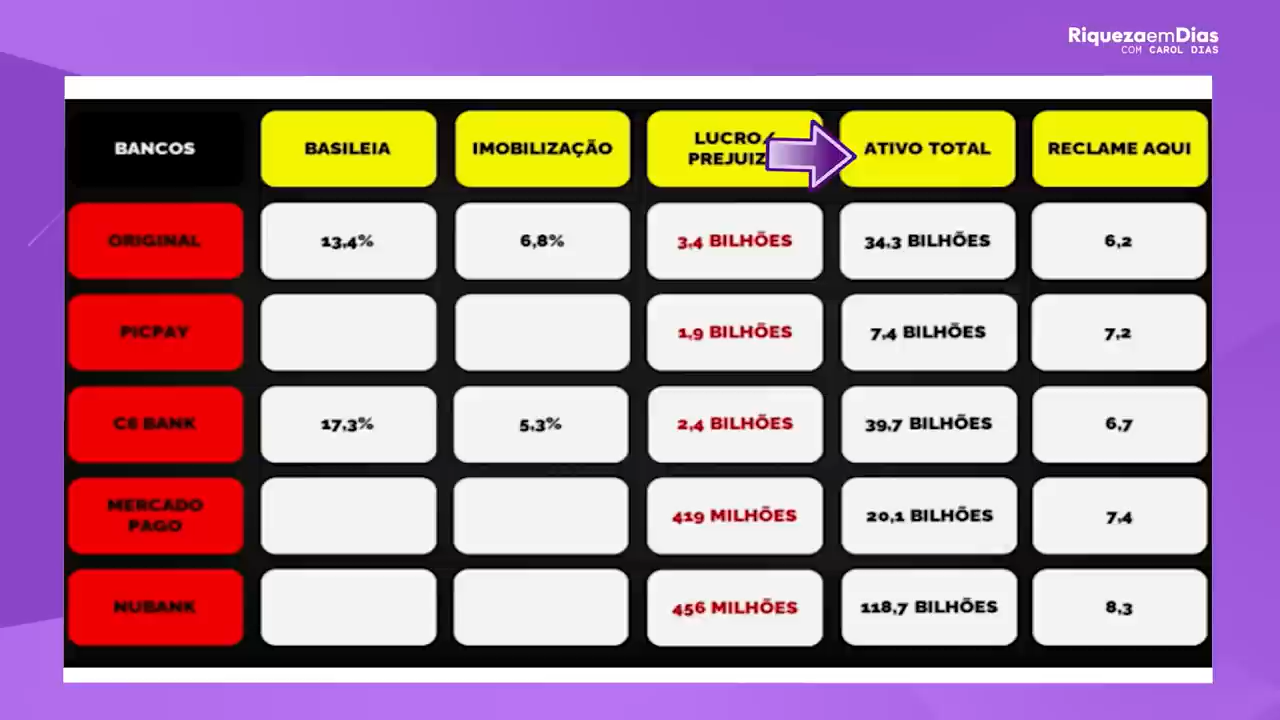 RiquezaemDias
COM CAROL DIAS
BANCOS BASILEIA IMOBILIZAÇÃO LUCRO/ PREJUIZ ATIVO TOTAL RECLAME AQUI
ORIGINAL 13,4% 6,8% 3,4 BILHÕES 34,3 BILHÕES 6,2
PICPAY 1,9 BILHÕES 7,4 BILHÕES 7,2
C6 BANK 17,3% 5,3% 2,4 BILHÕES 39,7 BILHÕES 6,7
MERCADO PAGO 419 MILHÕES 20,1 BILHÕES 7,4
NUBANK 456 MILHÕES 118,7 BILHÕES 8,3